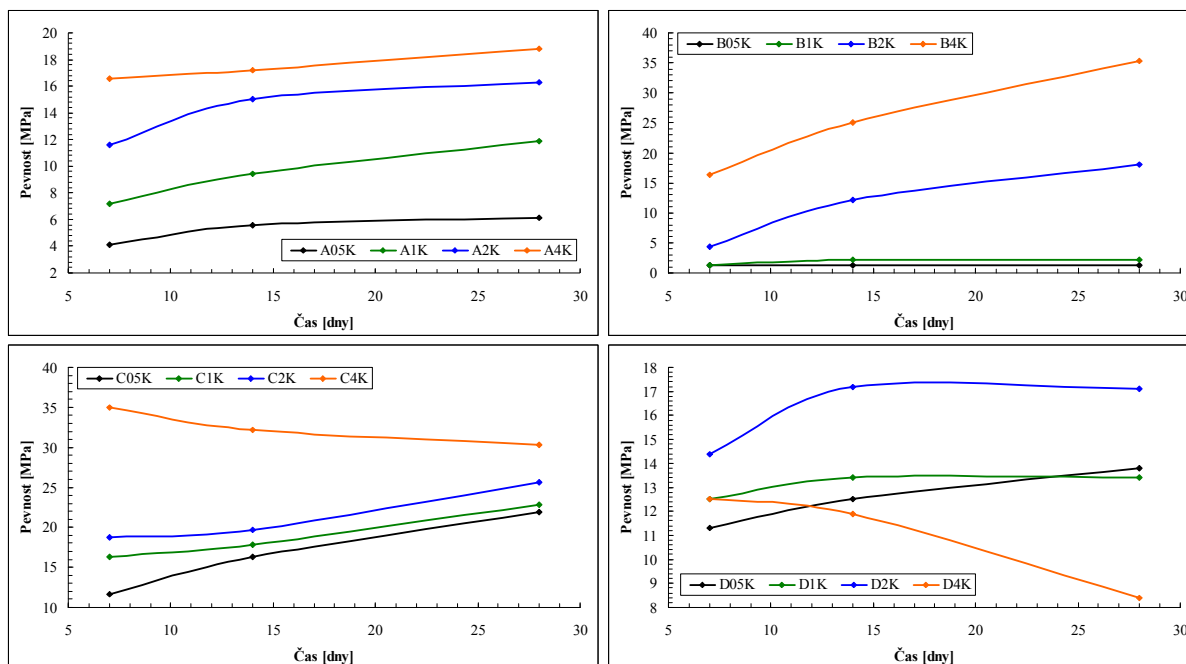 20
18
16
14
12
10
8
6
4
2
Pevnost [MPa]
A05K A1K A2K A4K
5 10 15 20 25 30
Čas [dny]
40
35
30
25
20
15
10
5
0
Pevnost [MPa]
B05K B1K B2K B4K
5 10 15 20 25 30
Čas [dny]
40
35
30
25
20
15
10
Pevnost [MPa]
C05K C1K C2K C4K
5 10 15 20 25 30
Čas [dny]
18
17
16
15
14
13
12
11
10
9
8
Pevnost [MPa]
D05K D1K D2K D4K
5 10 15 20 25 30
Čas [dny]